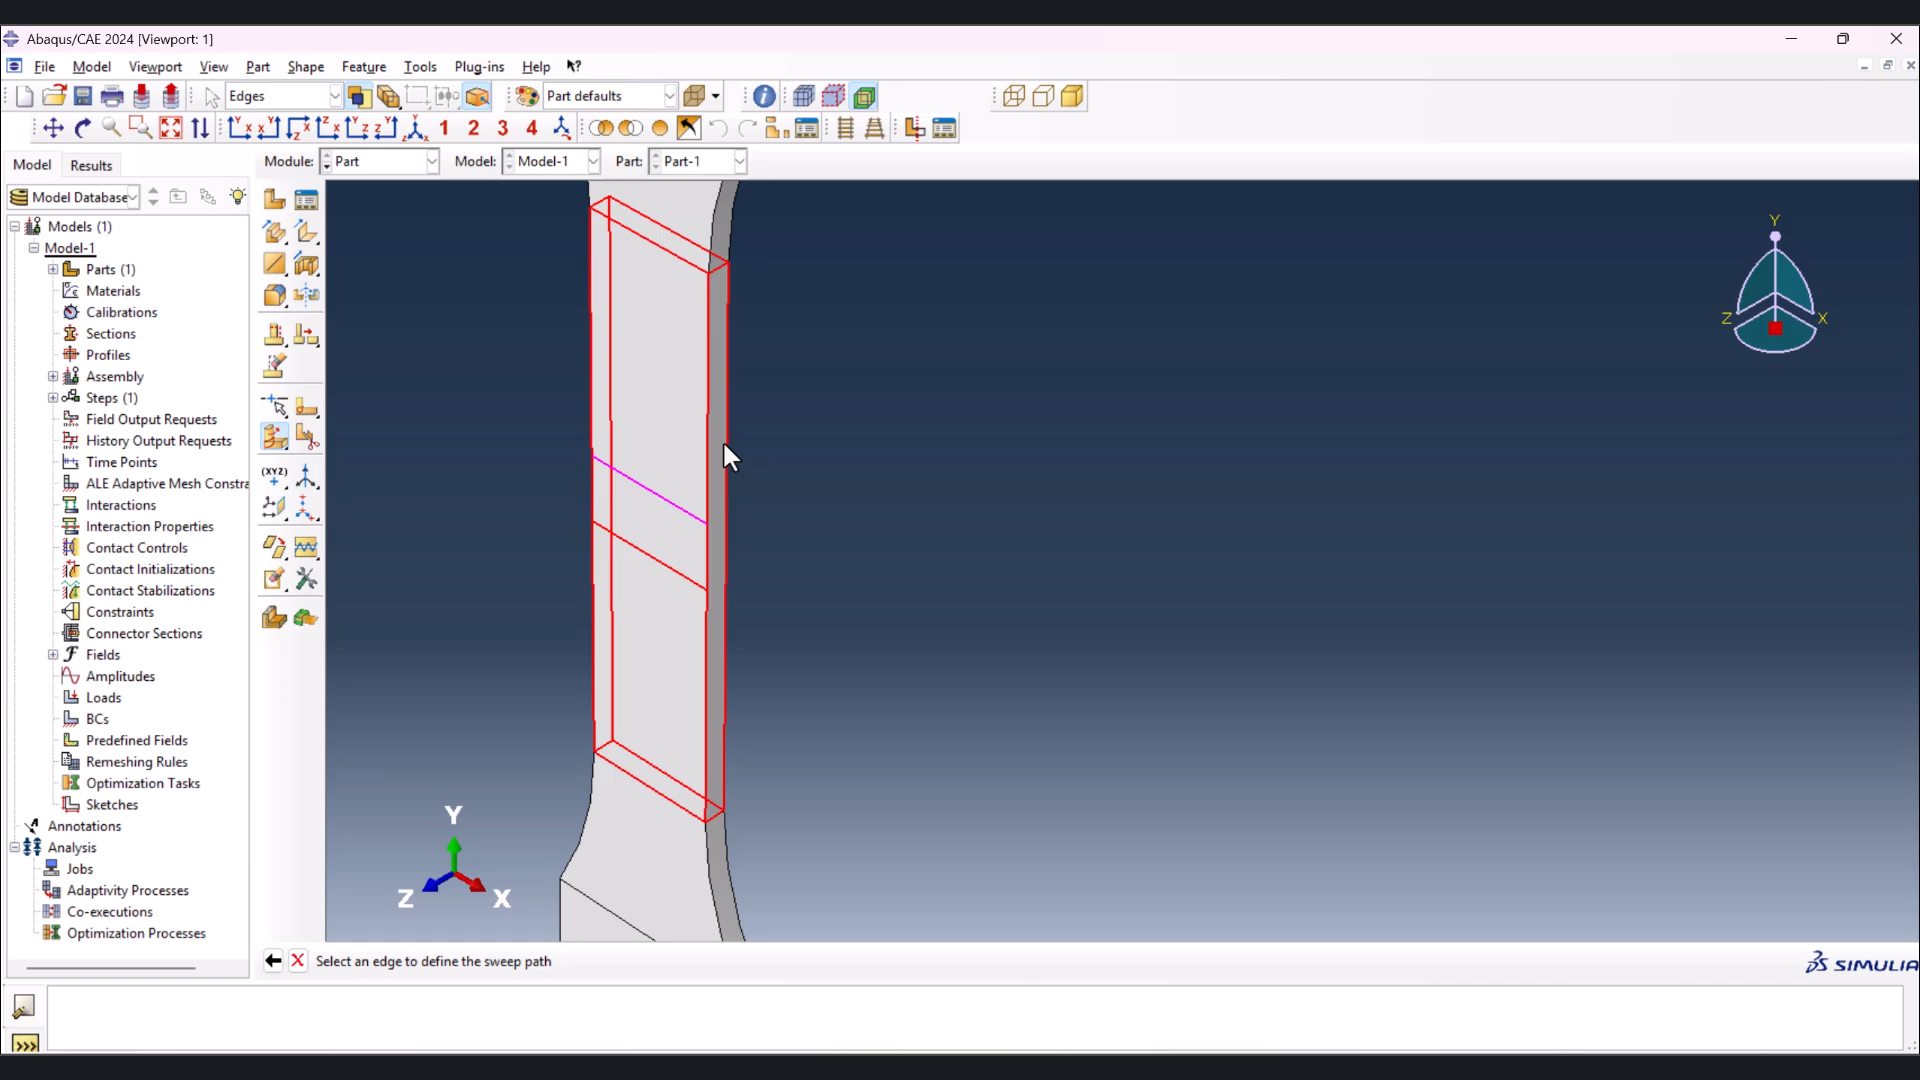 Abaqus/CAE 2024 [Viewport: 1]
File Model Viewport View Part Shape Feature Tools Plug-ins Help
Edges Part defaults
1 2 3 4
Model Results Module: Part Model: Model-1 Part: Part-1
Model Database
Models (1)
Model-1
Parts (1)
Materials
Calibrations
Sections
Profiles
Assembly
Steps (1)
Field Output Requests
History Output Requests
Time Points
ALE Adaptive Mesh Constra
Interactions
Interaction Properties
Contact Controls
Contact Initializations
Contact Stabilizations
Constraints
Connector Sections
Fields
Amplitudes
Loads
BCs
Predefined Fields
Remeshing Rules
Optimization Tasks
Sketches
Annotations
Analysis
Jobs
Adaptivity Processes
Co-executions
Optimization Processes
(XYZ)
Y
Z X
Y
Z X
Select an edge to define the sweep path
SIMULIA
>>>